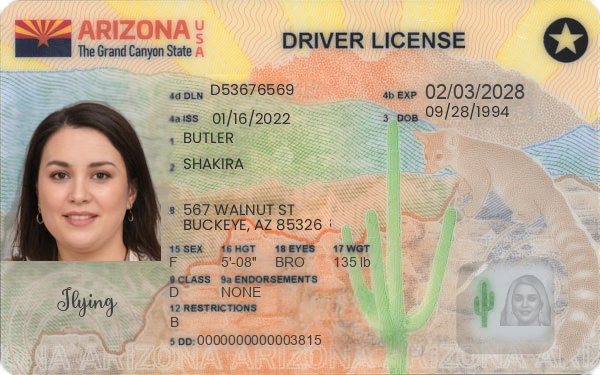 ARIZONA USA
The Grand Canyon State
DRIVER LICENSE
4d DLN D53676569
4b EXP 02/03/2028
4a ISS 01/16/2022
3 DOB 09/28/1994
1 BUTLER
2 SHAKIRA
8 567 WALNUT ST
BUCKEYE, AZ 85326
15 SEX 16 HGT 18 EYES 17 WGT
F 5'-08" BRO 135 lb
9 CLASS 9a ENDORSEMENTS
D NONE
12 RESTRICTIONS
B
5 DD: 0000000000003815
Jlying
ARIZONA ARIZONA ARIZONA ARIZONA